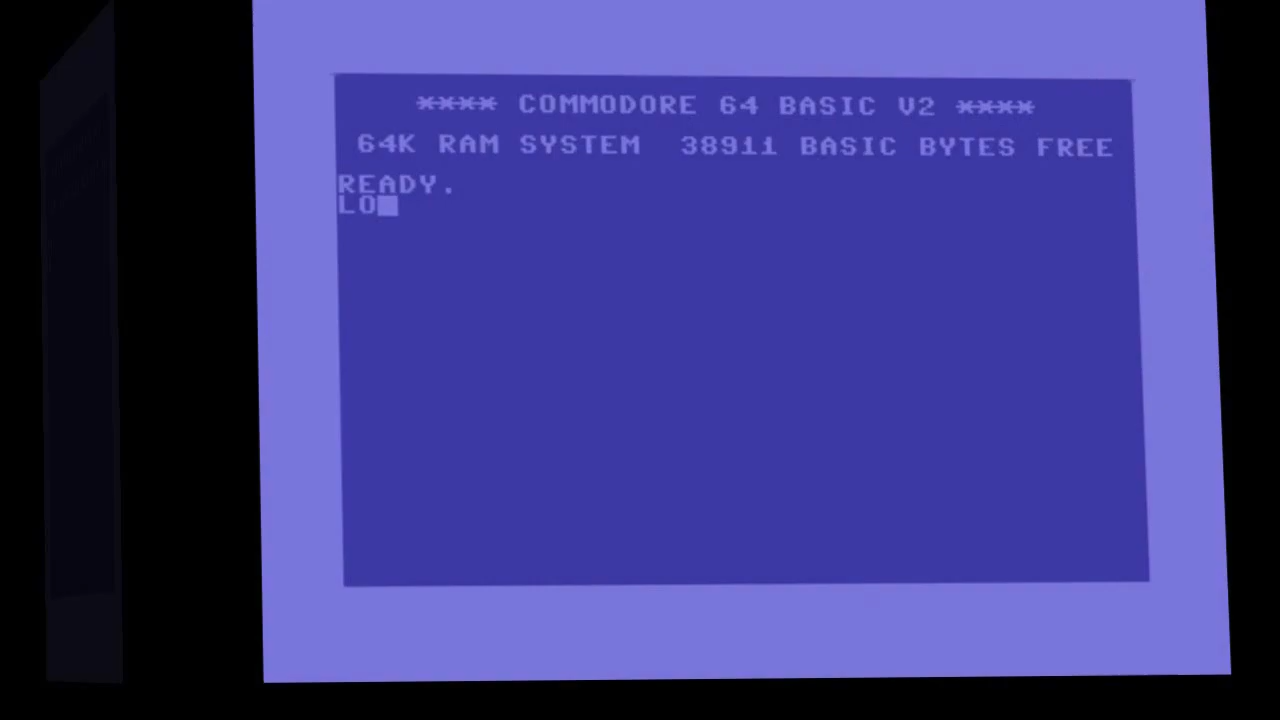 **** COMMODORE 64 BASIC V2 ****
64K RAM SYSTEM  38911 BASIC BYTES FREE
READY.
LO